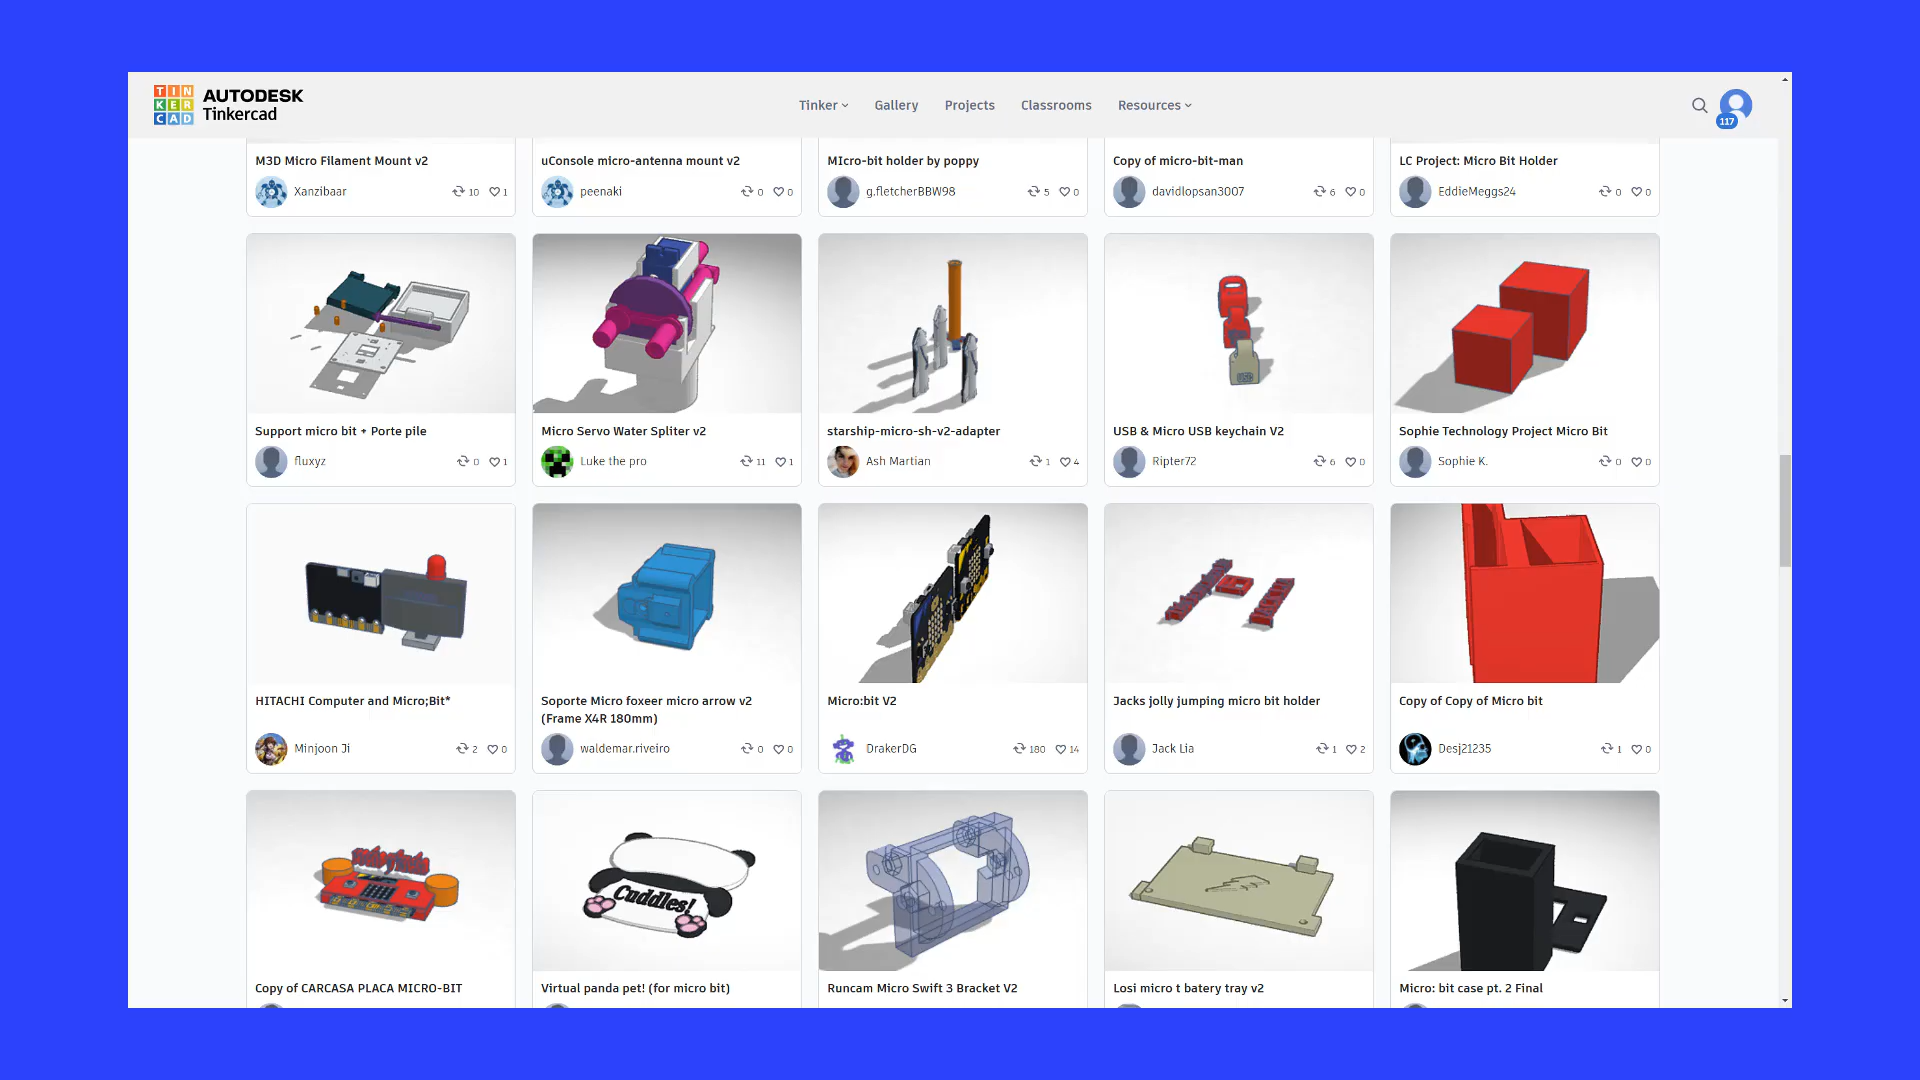 TIN
KER
CAD
AUTODESK
Tinkercad
Tinker
Gallery
Projects
Classrooms
Resources
117
M3D Micro Filament Mount v2
Xanzibaar 10 1
uConsole micro-antenna mount v2
peenaki 0 0
MIcro-bit holder by poppy
g.fletcherBBW98 5 0
Copy of micro-bit-man
davidlopsan3007 6 0
LC Project: Micro Bit Holder
EddieMeggs24 0 0
Support micro bit + Porte pile
fluxyz 0 1
Micro Servo Water Spliter v2
Luke the pro 11 1
starship-micro-sh-v2-adapter
Ash Martian 1 4
USB & Micro USB keychain V2
Ripter72 6 0
Sophie Technology Project Micro Bit
Sophie K. 0 0
HITACHI Computer and Micro;Bit*
Minjoon Ji 2 0
Soporte Micro foxeer micro arrow v2
(Frame X4R 180mm)
waldemar.riveiro 0 0
Micro:bit V2
DrakerDG 180 14
Jacks jolly jumping micro bit holder
Jack Lia 1 2
Copy of Copy of Micro bit
Desj21235 1 0
Copy of CARCASA PLACA MICRO-BIT
Cuddles!
Virtual panda pet! (for micro bit)
Runcam Micro Swift 3 Bracket V2
Losi micro t batery tray v2
Micro: bit case pt. 2 Final